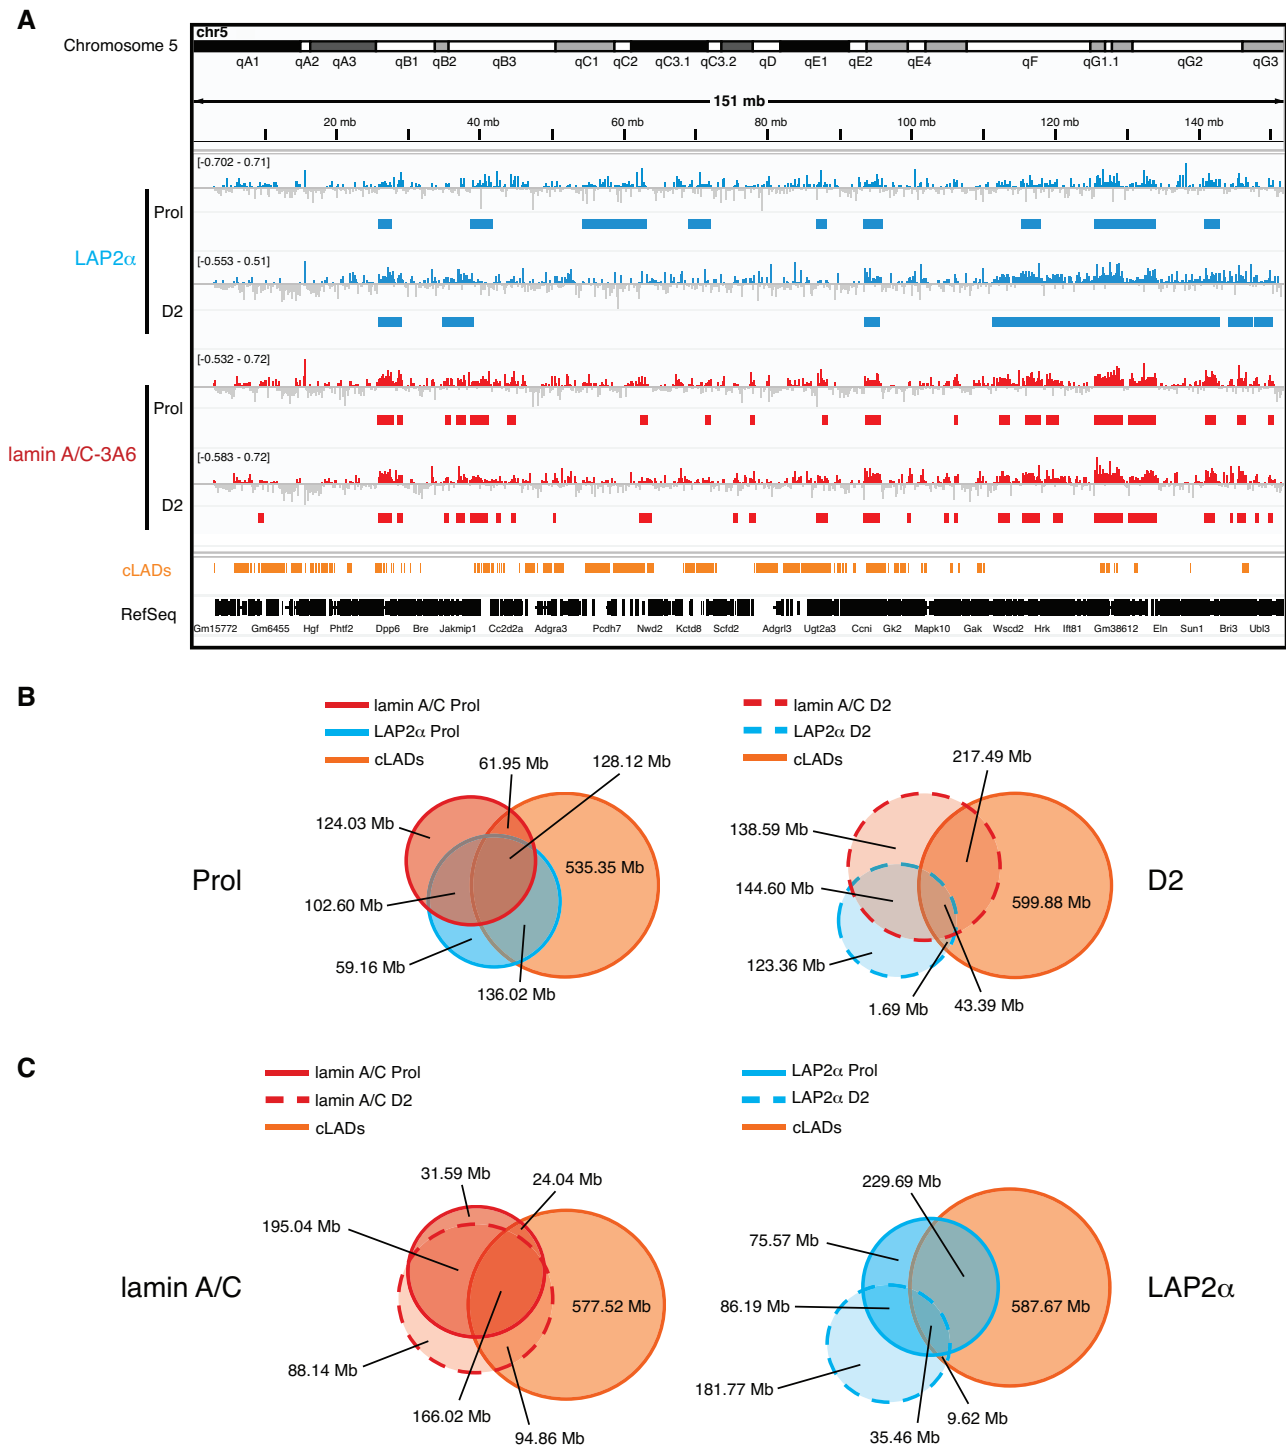 A
chr5
Chromosome 5
qA1 qA2 qA3 qB1 qB2 qB3 qC1 qC2 qC3.1 qC3.2 qD qE1 qE2 qE4 qF qG1.1 qG2 qG3
151 mb
20 mb 40 mb 60 mb 80 mb 100 mb 120 mb 140 mb
[-0.702 - 0.71]
Prol
LAP2α
[-0.553 - 0.51]
D2
[-0.532 - 0.72]
Prol
lamin A/C-3A6
[-0.583 - 0.72]
D2
cLADs
RefSeq
Gm15772 Gm6455 Hgf Phtf2 Dpp6 Bre Jakmip1 Cc2d2a Adgra3 Pcdh7 Nwd2 Kctd8 Scfd2 Adgrl3 Ugt2a3 Ccni Gk2 Mapk10 Gak Wscd2 Hrk Ift81 Gm38612 Eln Sun1 Bri3 Ubl3
B
lamin A/C Prol
LAP2α Prol
cLADs
61.95 Mb
128.12 Mb
124.03 Mb
535.35 Mb
Prol
102.60 Mb
59.16 Mb
136.02 Mb
lamin A/C D2
LAP2α D2
cLADs
217.49 Mb
138.59 Mb
144.60 Mb
599.88 Mb
D2
123.36 Mb
1.69 Mb
43.39 Mb
C
lamin A/C Prol
lamin A/C D2
cLADs
31.59 Mb
24.04 Mb
195.04 Mb
lamin A/C
577.52 Mb
88.14 Mb
166.02 Mb
94.86 Mb
LAP2α Prol
LAP2α D2
cLADs
229.69 Mb
75.57 Mb
86.19 Mb
587.67 Mb
LAP2α
181.77 Mb
9.62 Mb
35.46 Mb